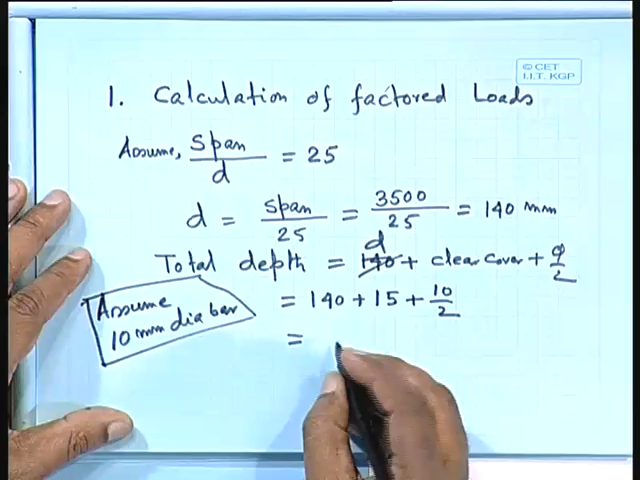 © CET
I.I.T. KGP
1. Calculation of factored Loads
Assume, span/d = 25
d = span/25 = 3500/25 = 140 mm
Total depth = d + clear cover + φ/2
Assume
10 mm dia bar
= 140 + 15 + 10/2
=